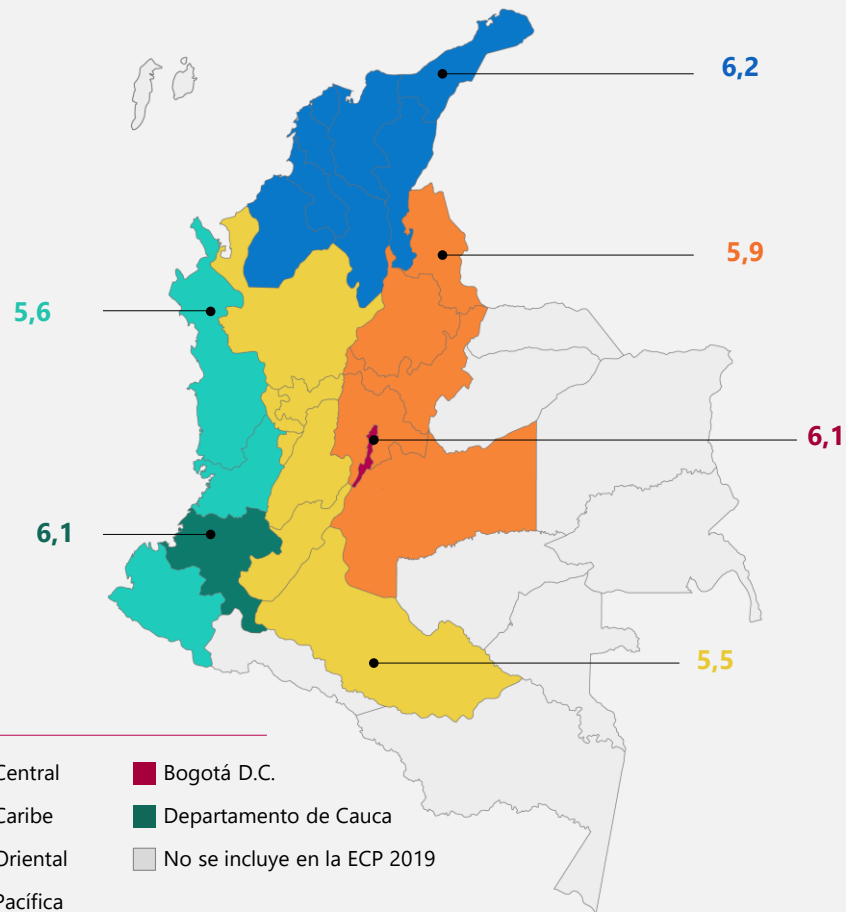 6,2
5,9
5,6
6,1
6,1
5,5
Central
Caribe
Oriental
Pacífica
Bogotá D.C.
Departamento de Cauca
No se incluye en la ECP 2019